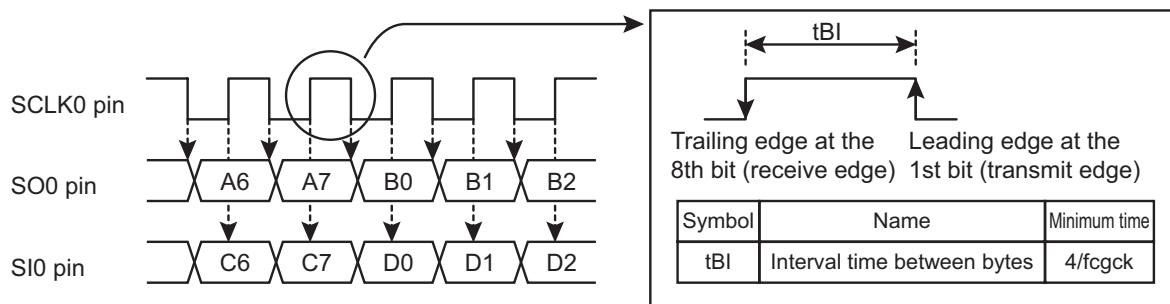 SCLK0 pin
SO0 pin
A6 A7 B0 B1 B2
SI0 pin
C6 C7 D0 D1 D2
tBI
Trailing edge at the
8th bit (receive edge)
Leading edge at the
1st bit (transmit edge)
Symbol Name Minimum time
tBI Interval time between bytes 4/fcgck